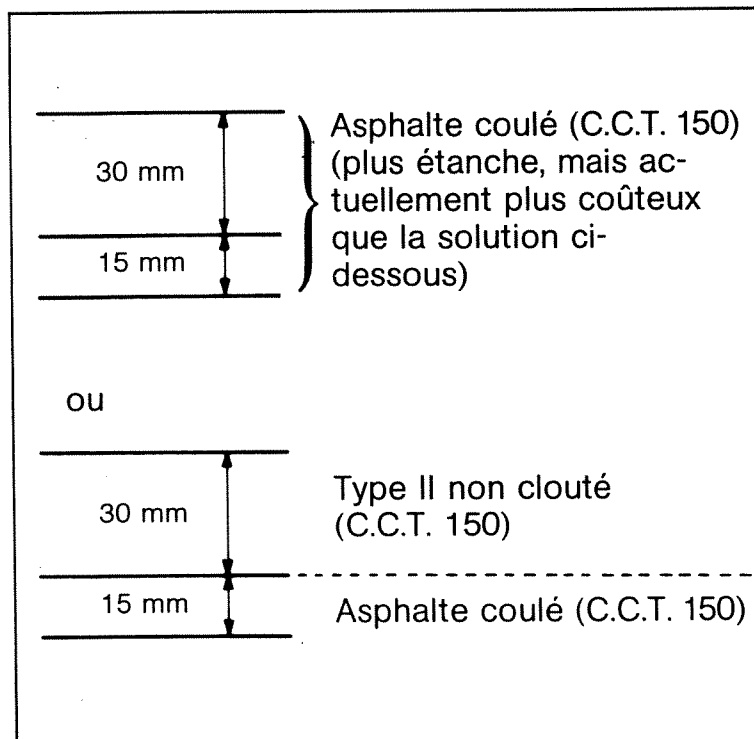 30 mm
15 mm
Asphalte coulé (C.C.T. 150)
(plus étanche, mais ac-
tuellement plus coûteux
que la solution ci-
dessous)
ou
30 mm
Type II non clouté
(C.C.T. 150)
15 mm
Asphalte coulé (C.C.T. 150)